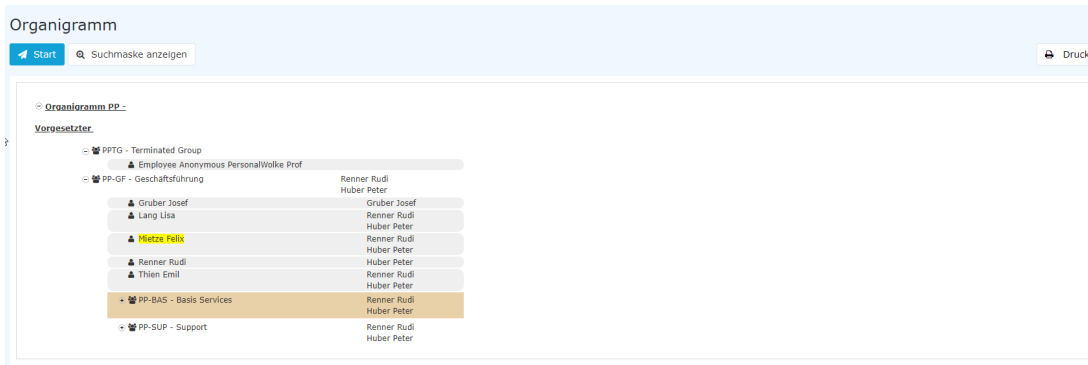 Organigramm
Start Suchmaske anzeigen Druck
Organigramm PP -
Vorgesetzter
PPTG - Terminated Group
Employee Anonymous PersonalWolke Prof
PP-GF - Geschäftsführung Renner Rudi
Huber Peter
Gruber Josef Gruber Josef
Lang Lisa Renner Rudi
Huber Peter
Mietze Felix Renner Rudi
Huber Peter
Renner Rudi Huber Peter
Thien Emil Renner Rudi
Huber Peter
PP-BAS - Basis Services Renner Rudi
Huber Peter
PP-SUP - Support Renner Rudi
Huber Peter